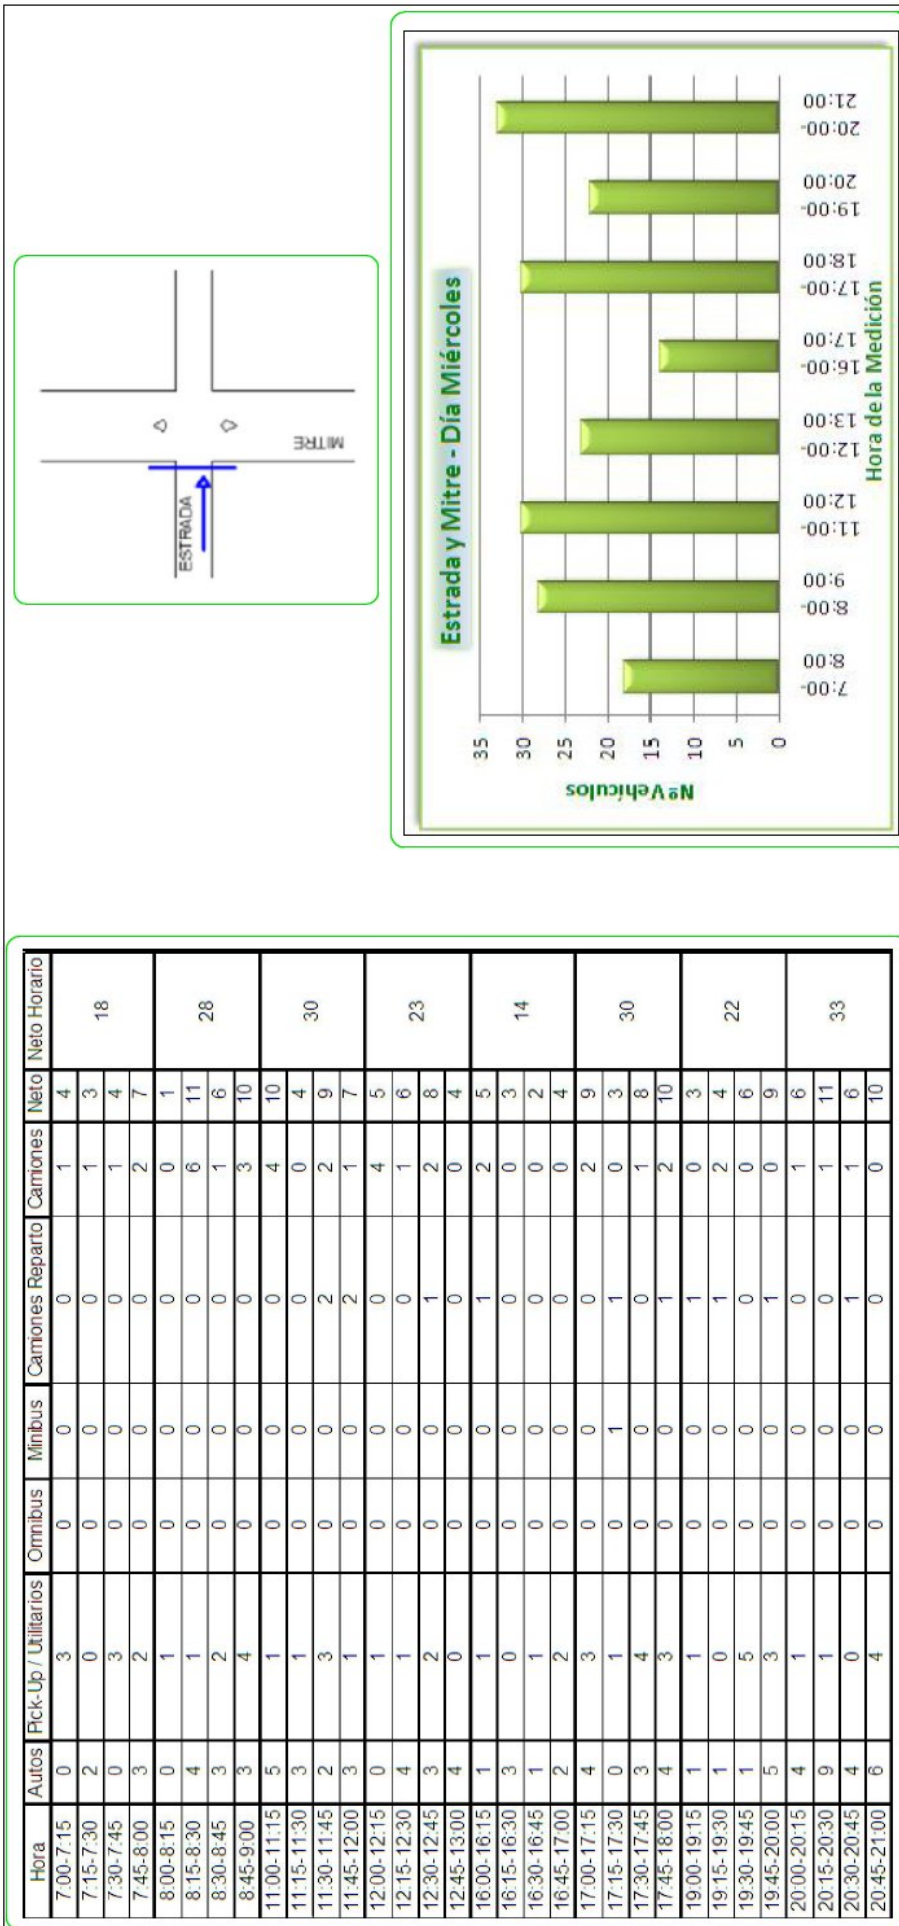 Hora Autos Pick-Up / Utilitarios Omnibus Minibus Camiones Reparto Camiones Neto Neto Horario
7:00-7:15 0 3 0 0 0 1 4 18
7:15-7:30 2 0 0 0 0 1 3
7:30-7:45 0 3 0 0 0 1 4
7:45-8:00 3 2 0 0 0 2 7
8:00-8:15 0 1 0 0 0 0 1 28
8:15-8:30 4 1 0 0 0 6 11
8:30-8:45 3 2 0 0 0 1 6
8:45-9:00 3 4 0 0 0 3 10
11:00-11:15 5 1 0 0 0 4 10 30
11:15-11:30 3 1 0 0 0 0 4
11:30-11:45 2 3 0 0 2 2 9
11:45-12:00 3 1 0 0 2 1 7
12:00-12:15 0 1 0 0 0 4 5 23
12:15-12:30 4 1 0 0 0 1 6
12:30-12:45 3 2 0 0 1 2 8
12:45-13:00 4 0 0 0 0 0 4
16:00-16:15 1 1 0 0 1 2 5 14
16:15-16:30 3 0 0 0 0 0 3
16:30-16:45 1 1 0 0 0 0 2
16:45-17:00 2 2 0 0 0 0 4
17:00-17:15 4 3 0 0 0 2 9 30
17:15-17:30 0 1 0 1 1 0 3
17:30-17:45 3 4 0 0 0 1 8
17:45-18:00 4 3 0 0 1 2 10
19:00-19:15 1 1 0 0 1 0 3 22
19:15-19:30 1 0 0 0 1 2 4
19:30-19:45 1 5 0 0 0 0 6
19:45-20:00 5 3 0 0 1 0 9
20:00-20:15 4 1 0 0 0 1 6 33
20:15-20:30 9 1 0 0 0 1 11
20:30-20:45 4 0 0 0 1 1 6
20:45-21:00 6 4 0 0 0 0 10
ESTRADA
MITRE
Estrada y Mitre - Día Miércoles
Nº Vehículos
35
30
25
20
15
10
5
0
7:00-
8:00
8:00-
9:00
11:00-
12:00
12:00-
13:00
16:00-
17:00
17:00-
18:00
19:00-
20:00
20:00-
21:00
Hora de la Medición